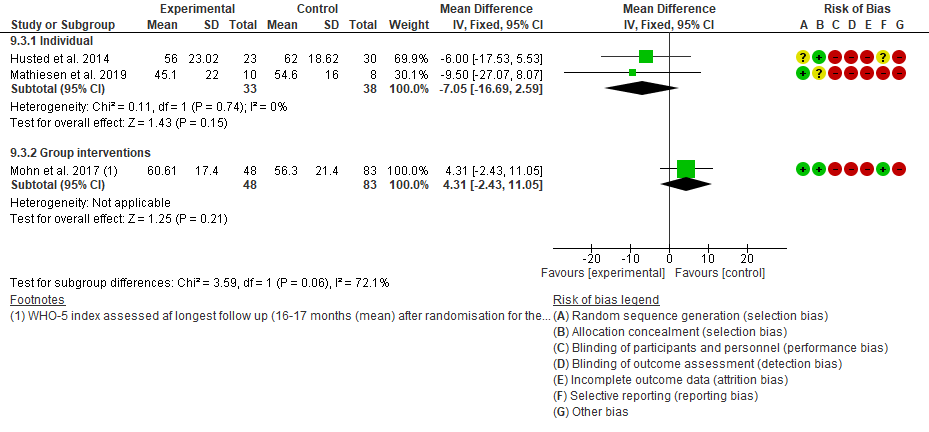 Experimental Control Mean Difference Mean Difference Risk of Bias
Study or Subgroup Mean SD Total Mean SD Total Weight IV, Fixed, 95% CI IV, Fixed, 95% CI A B C D E F G
9.3.1 Individual
Husted et al. 2014 56 23.02 23 62 18.62 30 69.9% -6.00 [-17.53, 5.53] ? + − − − ? −
Mathiesen et al. 2019 45.1 22 10 54.6 16 8 30.1% -9.50 [-27.07, 8.07] + ? − − − − −
Subtotal (95% CI) 33 38 100.0% -7.05 [-16.69, 2.59]
Heterogeneity: Chi² = 0.11, df = 1 (P = 0.74); I² = 0%
Test for overall effect: Z = 1.43 (P = 0.15)
9.3.2 Group interventions
Mohn et al. 2017 (1) 60.61 17.4 48 56.3 21.4 83 100.0% 4.31 [-2.43, 11.05] + + − − − + −
Subtotal (95% CI) 48 83 100.0% 4.31 [-2.43, 11.05]
Heterogeneity: Not applicable
Test for overall effect: Z = 1.25 (P = 0.21)
-20 -10 0 10 20
Favours [experimental] Favours [control]
Test for subgroup differences: Chi² = 3.59, df = 1 (P = 0.06), I² = 72.1%
Footnotes
(1) WHO-5 index assessed af longest follow up (16-17 months (mean) after randomisation for the...
Risk of bias legend
(A) Random sequence generation (selection bias)
(B) Allocation concealment (selection bias)
(C) Blinding of participants and personnel (performance bias)
(D) Blinding of outcome assessment (detection bias)
(E) Incomplete outcome data (attrition bias)
(F) Selective reporting (reporting bias)
(G) Other bias